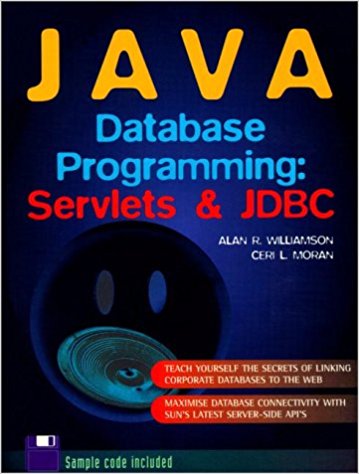 JAVA
Database
Programming:
Servlets & JDBC
ALAN R. WILLIAMSON
CERI L. MORAN
TEACH YOURSELF THE SECRETS OF LINKING
CORPORATE DATABASES TO THE WEB
MAXIMISE DATABASE CONNECTIVITY WITH
SUN'S LATEST SERVER-SIDE API'S
Sample code included